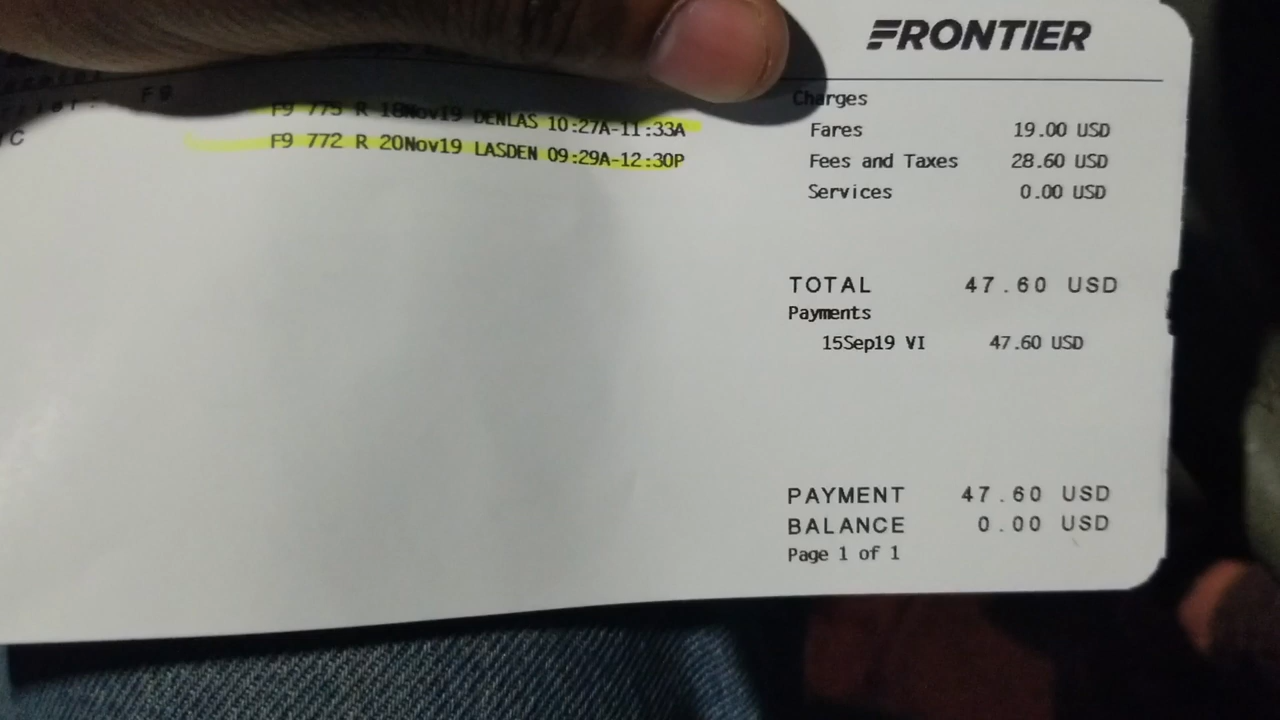 FRONTIER
F9
C
F9 775 R 18Nov19 DENLAS 10:27A-11:33A
F9 772 R 20Nov19 LASDEN 09:29A-12:30P
Charges
Fares 19.00 USD
Fees and Taxes 28.60 USD
Services 0.00 USD
TOTAL 47.60 USD
Payments
15Sep19 VI 47.60 USD
PAYMENT 47.60 USD
BALANCE 0.00 USD
Page 1 of 1